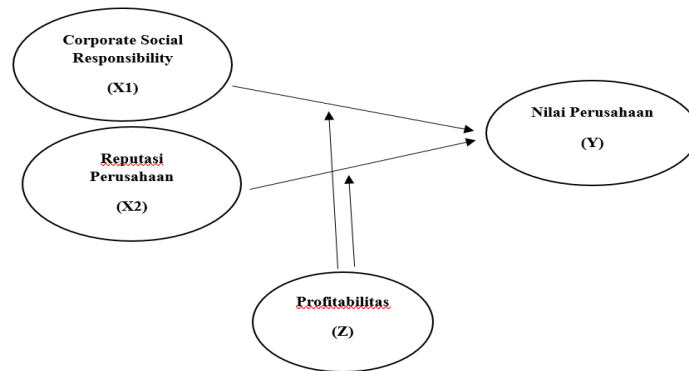 Corporate Social
Responsibility
(X1)
Nilai Perusahaan
(Y)
Reputasi
Perusahaan
(X2)
Profitabilitas
(Z)